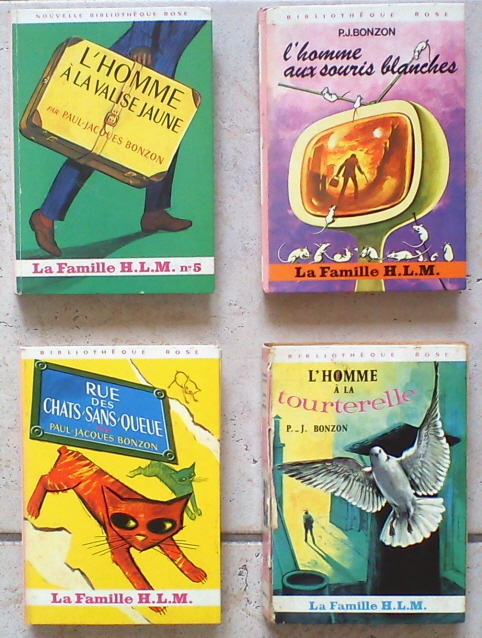 NOUVELLE BIBLIOTHÈQUE ROSE
L'HOMME
À LA VALISE JAUNE
PAR PAUL-JACQUES BONZON
La Famille H.L.M. n°5
BIBLIOTHÈQUE ROSE
P.J.BONZON
l'homme
aux souris blanches
La Famille H.L.M.
BIBLIOTHÈQUE ROSE
RUE
DES
CHATS-SANS-QUEUE
PAR
PAUL-JACQUES BONZON
La Famille H.L.M.
BIBLIOTHÈQUE ROSE
L'HOMME
À LA
tourterelle
P.-J. BONZON
La Famille H.L.M.